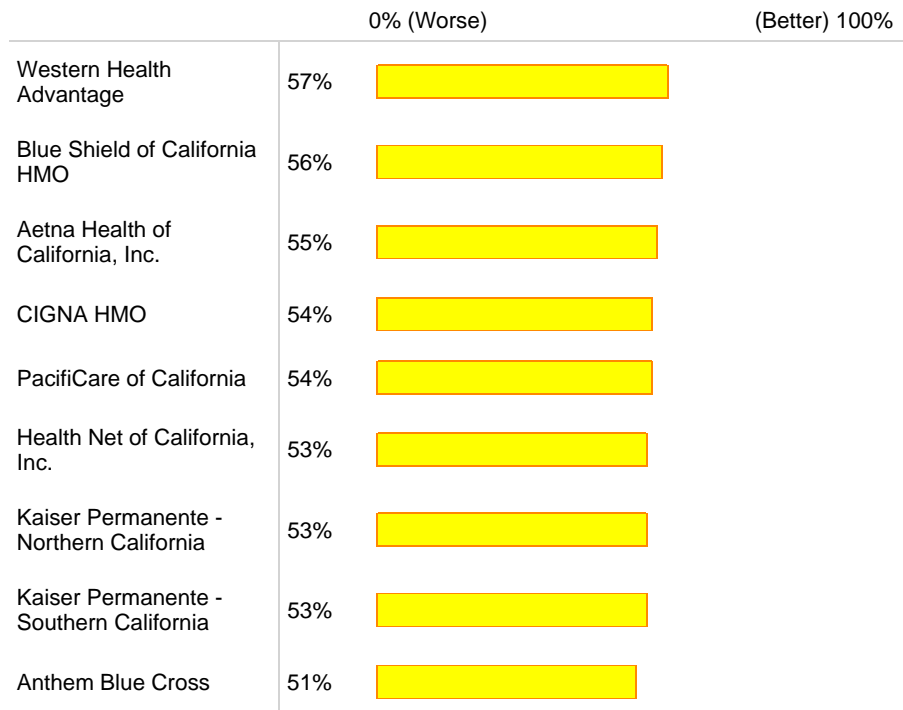 0% (Worse) (Better) 100%
Western Health
Advantage
57%
Blue Shield of California
HMO
56%
Aetna Health of
California, Inc.
55%
CIGNA HMO 54%
PacifiCare of California 54%
Health Net of California,
Inc.
53%
Kaiser Permanente -
Northern California
53%
Kaiser Permanente -
Southern California
53%
Anthem Blue Cross 51%